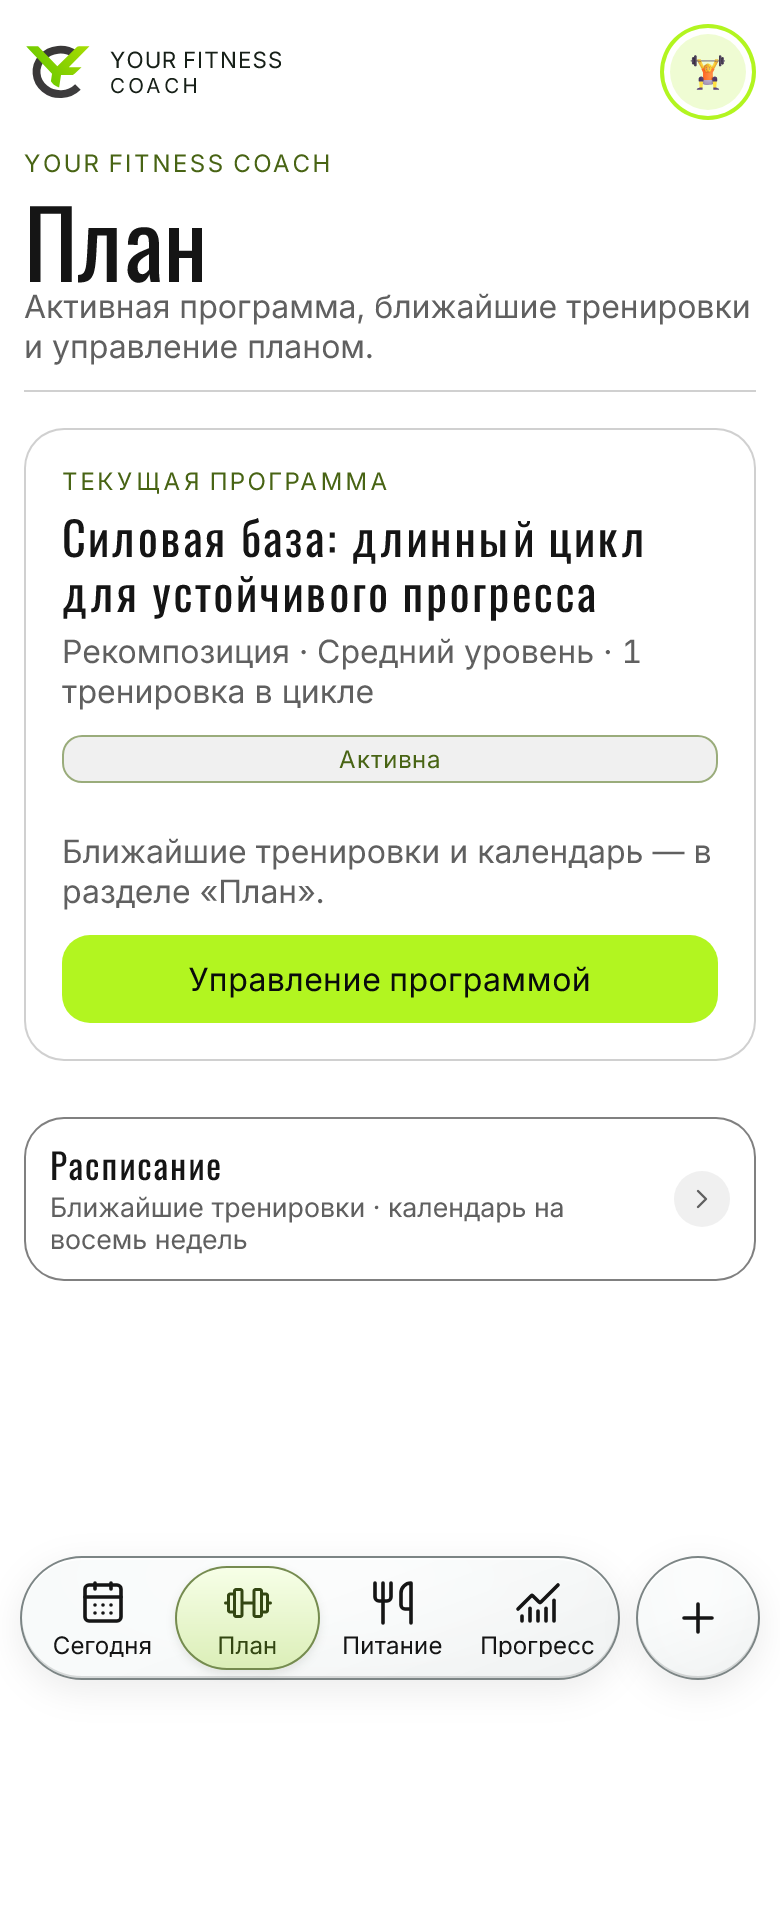 YOUR FITNESS
COACH
YOUR FITNESS COACH
План
Активная программа, ближайшие тренировки
и управление планом.
ТЕКУЩАЯ ПРОГРАММА
Силовая база: длинный цикл
для устойчивого прогресса
Рекомпозиция · Средний уровень · 1
тренировка в цикле
Активна
Ближайшие тренировки и календарь — в
разделе «План».
Управление программой
Расписание
Ближайшие тренировки · календарь на
восемь недель
Сегодня
План
Питание
Прогресс